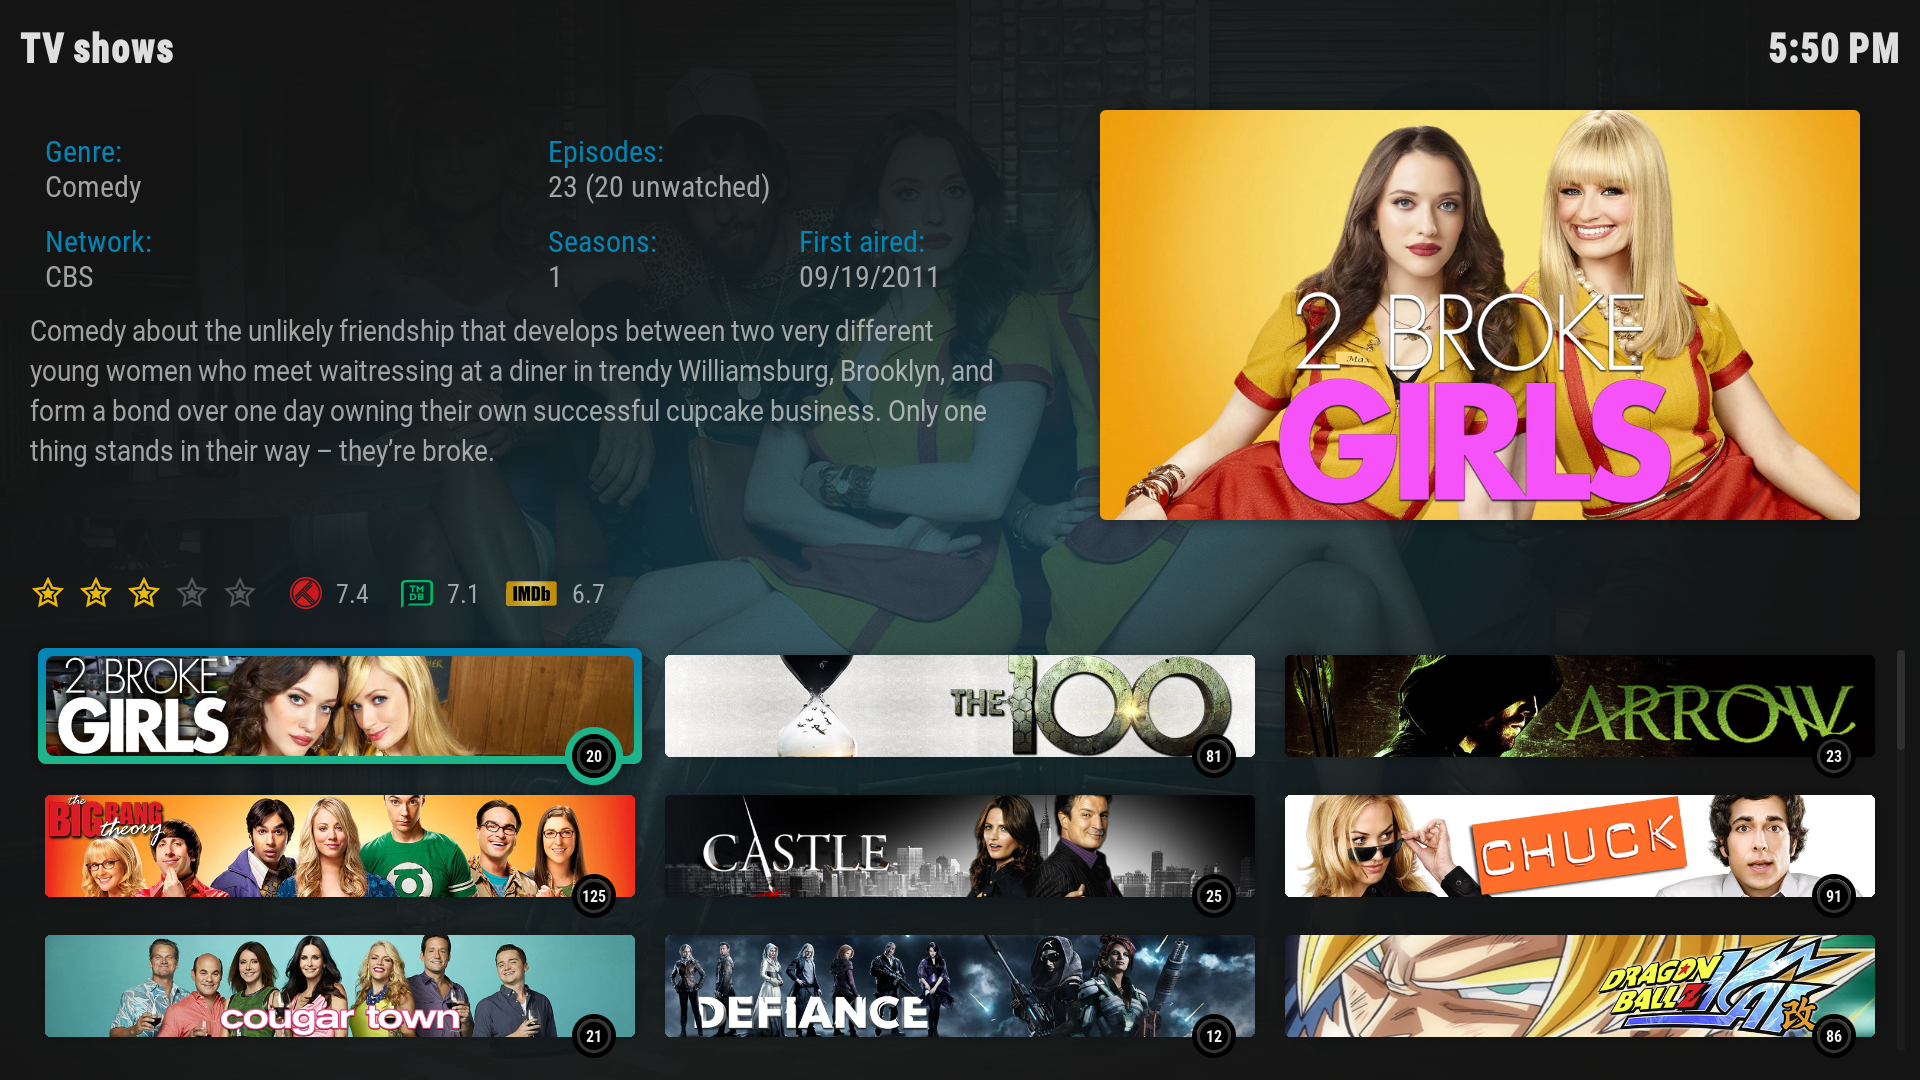 TV shows
5:50 PM
Genre:
Comedy
Episodes:
23 (20 unwatched)
Network:
CBS
Seasons:
1
First aired:
09/19/2011
Comedy about the unlikely friendship that develops between two very different
young women who meet waitressing at a diner in trendy Williamsburg, Brooklyn, and
form a bond over one day owning their own successful cupcake business. Only one
thing stands in their way – they’re broke.
Max
2 BROKE
GIRLS
7.4
TM
DB
7.1
IMDb
6.7
2 BROKE
GIRLS
20
THE 100
81
ARROW
23
the
BIG BANG
theory
125
CASTLE
25
CHUCK
91
cougar town
21
DEFIANCE
12
DRAGON
BALL Z
KAI
改
86